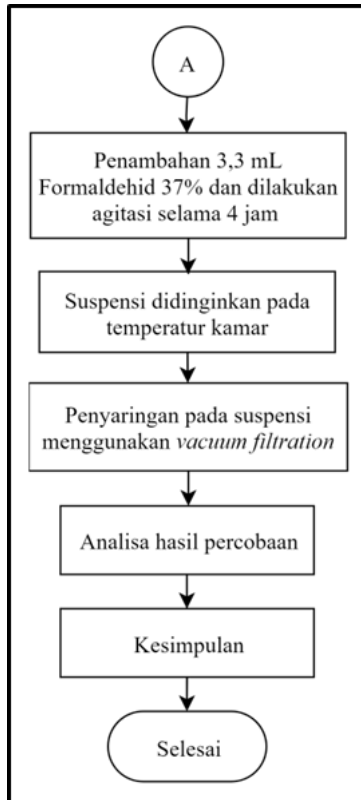 A
Penambahan 3,3 mL
Formaldehid 37% dan dilakukan
agitasi selama 4 jam
Suspensi didinginkan pada
temperatur kamar
Penyaringan pada suspensi
menggunakan vacuum filtration
Analisa hasil percobaan
Kesimpulan
Selesai